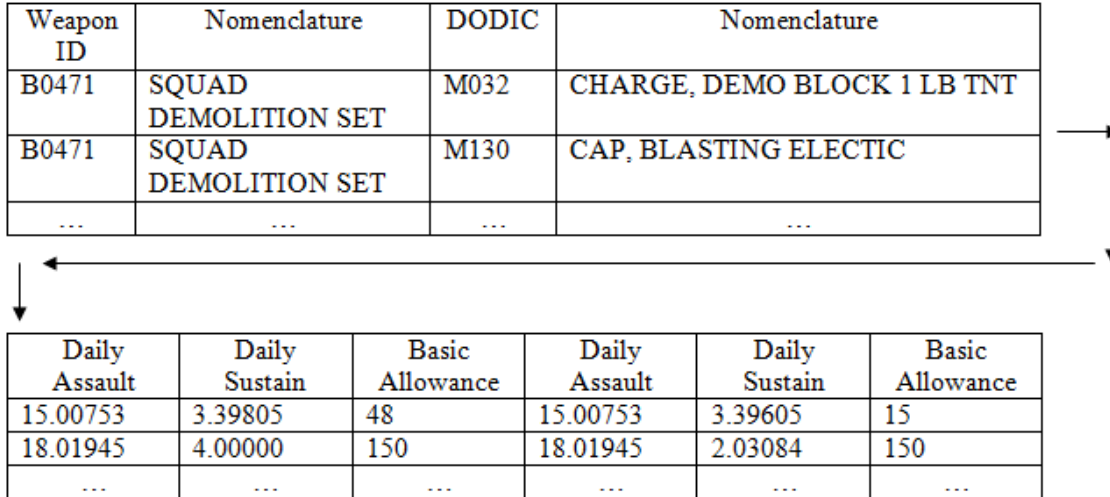 Weapon ID Nomenclature DODIC Nomenclature
B0471 SQUAD DEMOLITION SET M032 CHARGE, DEMO BLOCK 1 LB TNT
B0471 SQUAD DEMOLITION SET M130 CAP, BLASTING ELECTIC
... ... ... ...
Daily Assault Daily Sustain Basic Allowance Daily Assault Daily Sustain Basic Allowance
15.00753 3.39805 48 15.00753 3.39605 15
18.01945 4.00000 150 18.01945 2.03084 150
... ... ... ... ... ...